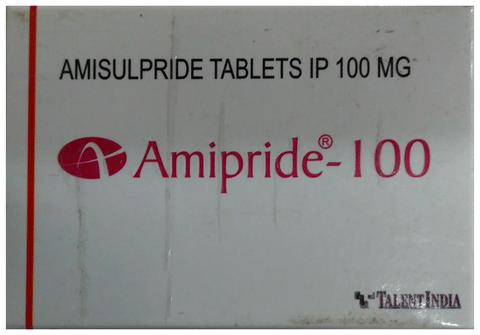 AMISULPRIDE TABLETS IP 100 MG
Amipride®-100
TALENT INDIA